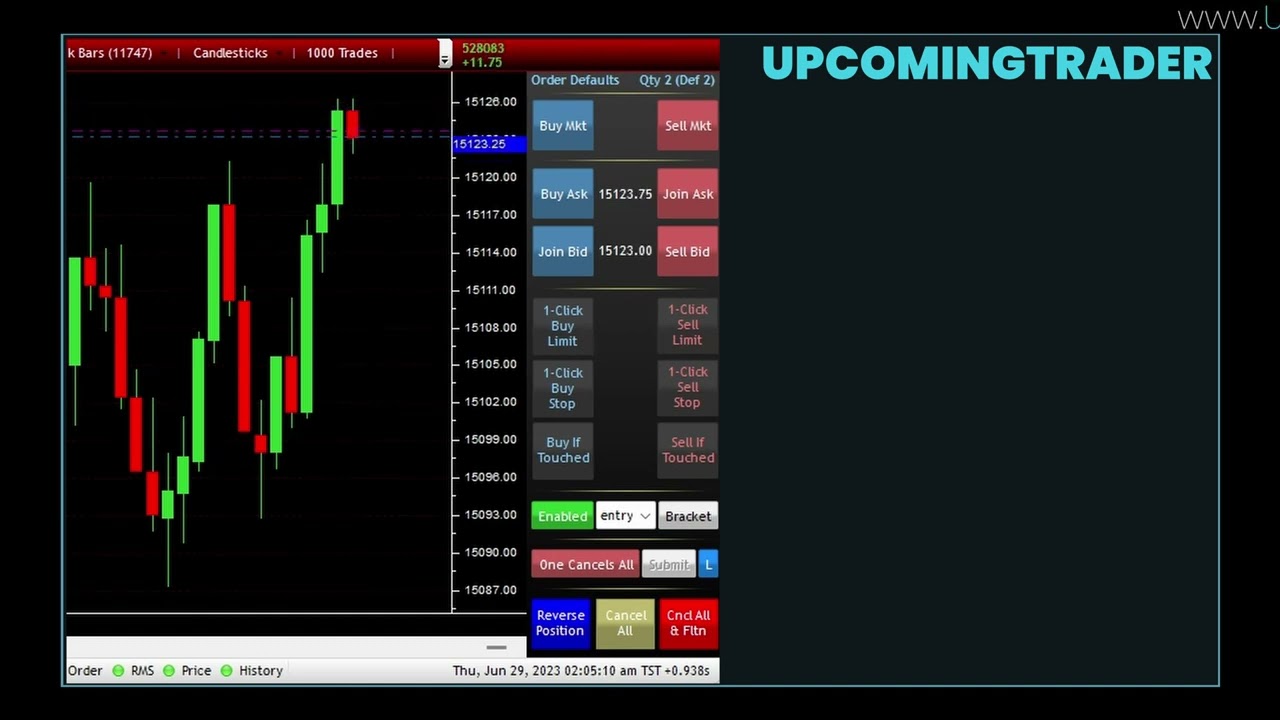 www.U
UPCOMINGTRADER
k Bars (11747) | Candlesticks | 1000 Trades |
528083
+11.75
15126.00
15123.25
15120.00
15117.00
15114.00
15111.00
15108.00
15105.00
15102.00
15099.00
15096.00
15093.00
15090.00
15087.00
Order Defaults Qty 2 (Def 2)
Buy Mkt Sell Mkt
Buy Ask 15123.75 Join Ask
Join Bid 15123.00 Sell Bid
1-Click
Buy
Limit
1-Click
Sell
Limit
1-Click
Buy
Stop
1-Click
Sell
Stop
Buy If
Touched
Sell If
Touched
Enabled entry Bracket
One Cancels All Submit L
Reverse
Position
Cancel
All
Cncl All
& Fltn
Order RMS Price History
Thu, Jun 29, 2023 02:05:10 am TST +0.938s